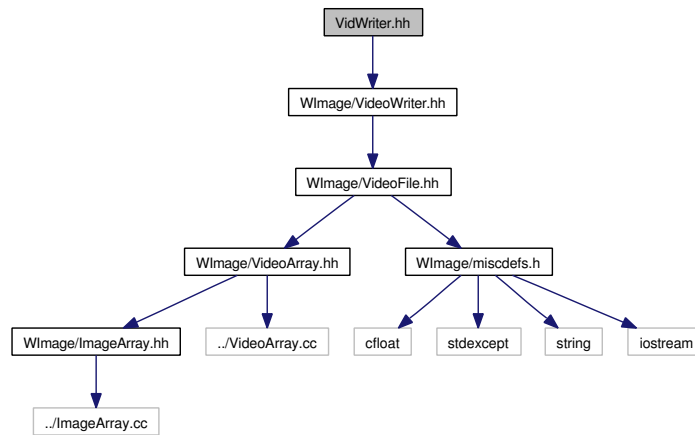 VidWriter.hh
WImage/VideoWriter.hh
WImage/VideoFile.hh
WImage/VideoArray.hh
WImage/miscdefs.h
WImage/ImageArray.hh
../VideoArray.cc
cfloat
stdexcept
string
iostream
../ImageArray.cc